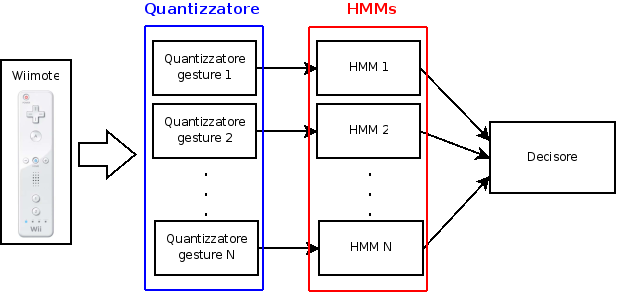 Quantizzatore
HMMs
Wiimote
Wii
Quantizzatore
gesture 1
HMM 1
Quantizzatore
gesture 2
HMM 2
Decisore
Quantizzatore
gesture N
HMM N